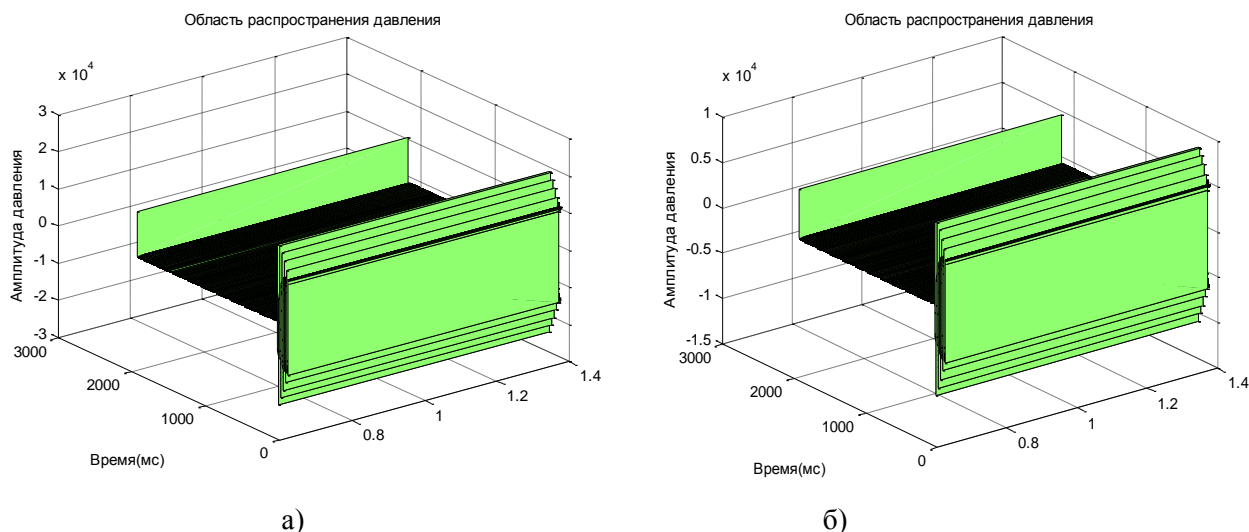 Область распространения давления
x 10^4
3
2
1
0
-1
-2
-3
Амплитуда давления
3000
2000
1000
0
Время(мс)
0.8
1
1.2
1.4
а)
Область распространения давления
x 10^4
1
0.5
0
-0.5
-1
-1.5
Амплитуда давления
3000
2000
1000
0
Время(мс)
0.8
1
1.2
1.4
б)